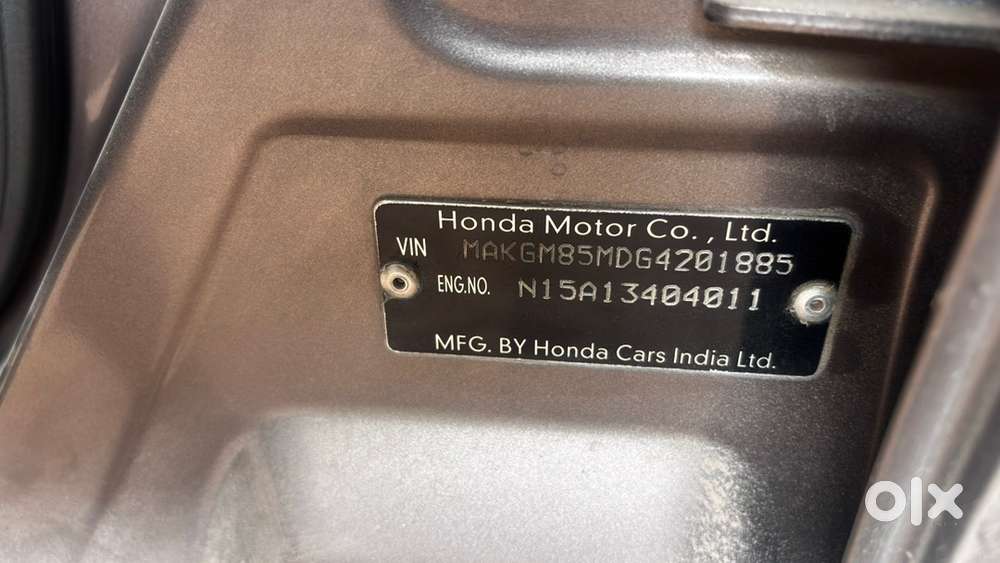 Honda Motor Co., Ltd.
VIN MAKGM85MDG4201885
ENG.NO. N15A13404011
MFG. BY Honda Cars India Ltd.
olx